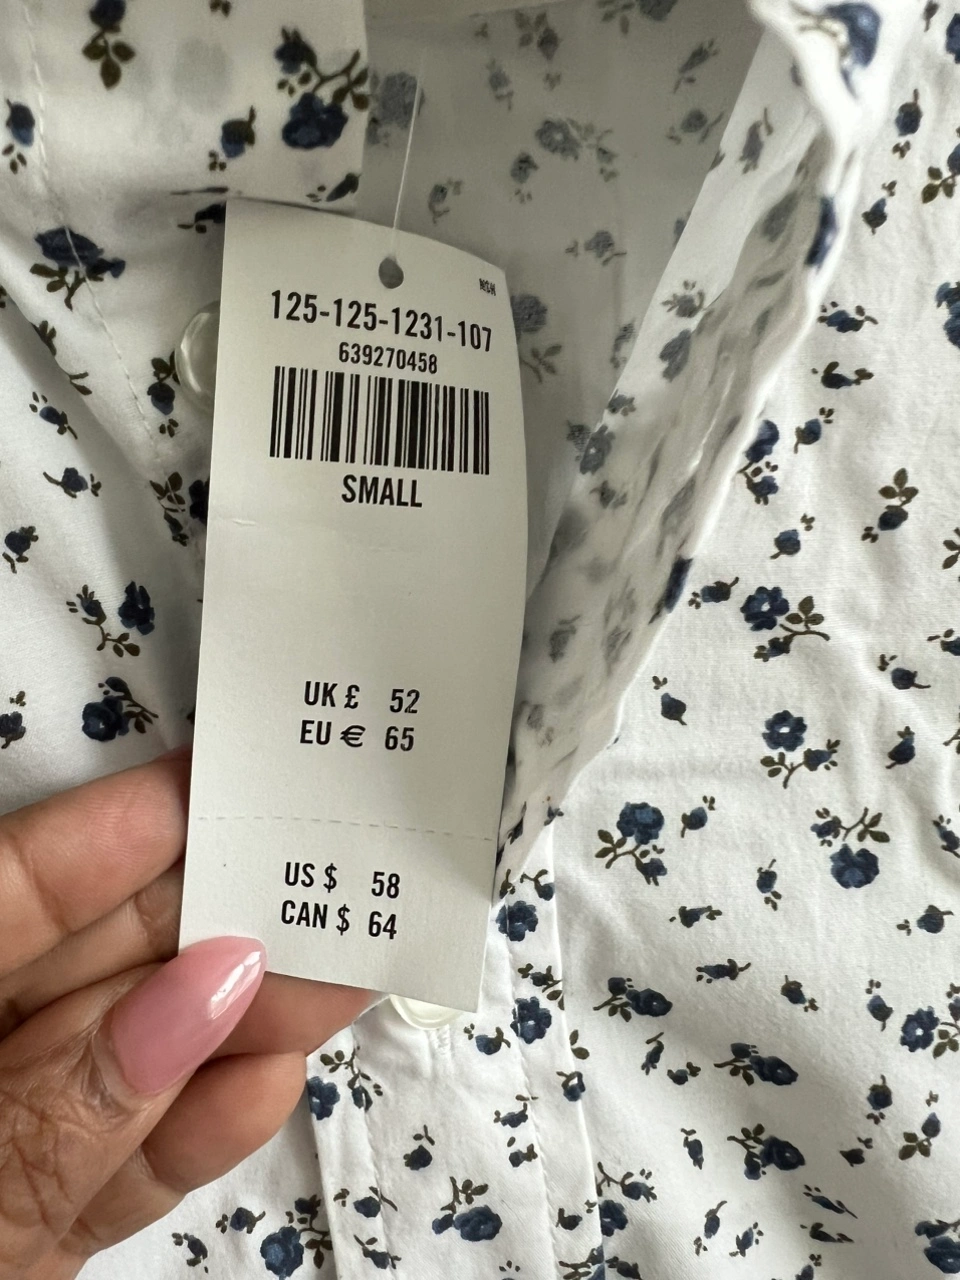 N&H
125-125-1231-107
639270458
SMALL
UK £ 52
EU € 65
US $ 58
CAN $ 64